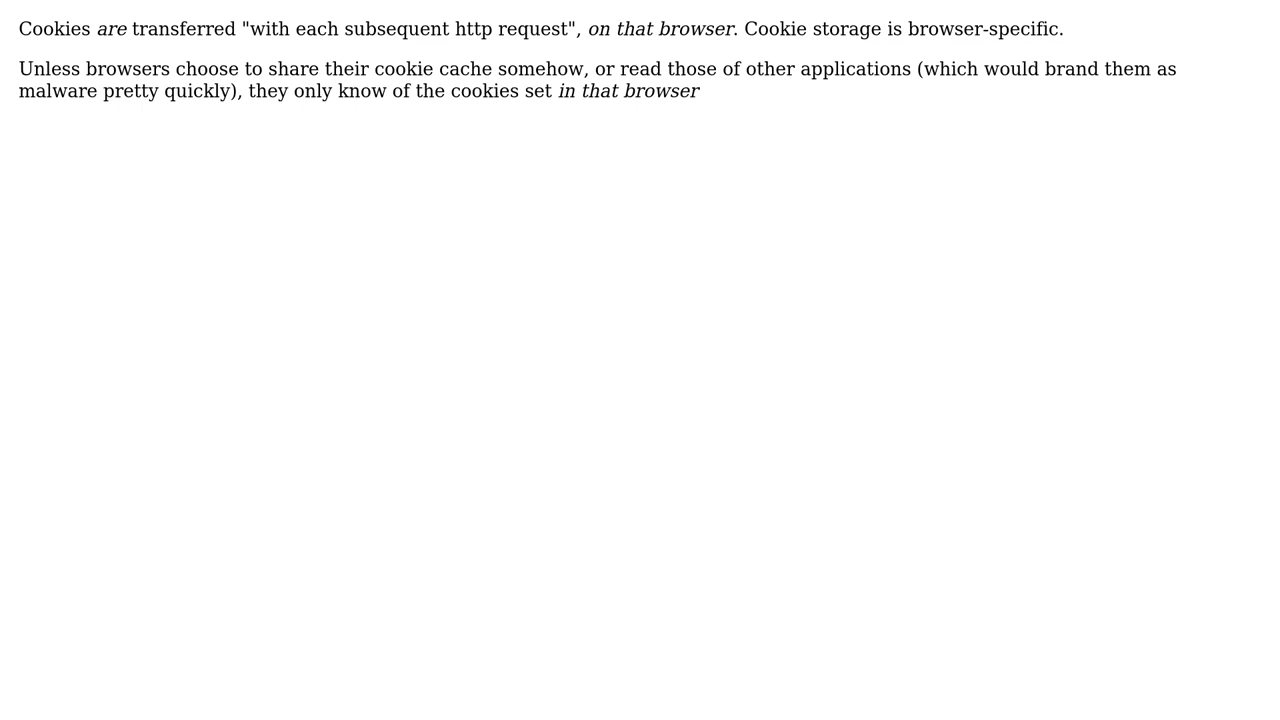 Cookies are transferred "with each subsequent http request", on that browser. Cookie storage is browser-specific.
Unless browsers choose to share their cookie cache somehow, or read those of other applications (which would brand them as
malware pretty quickly), they only know of the cookies set in that browser